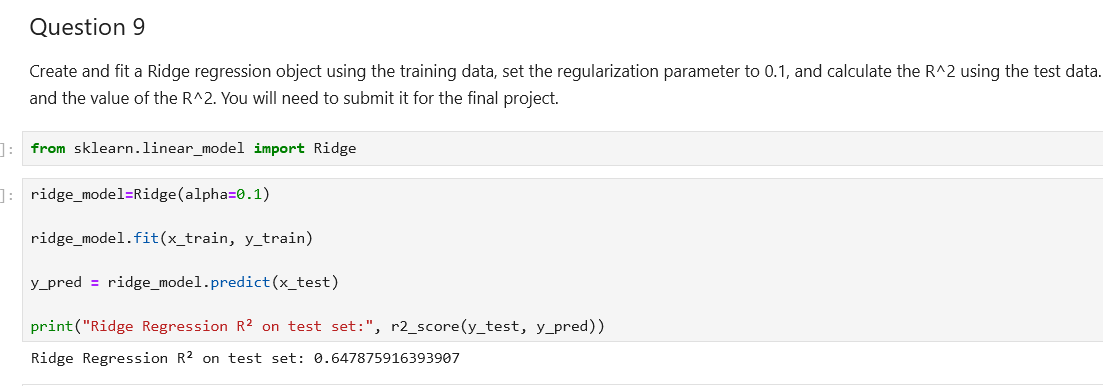 Question 9
Create and fit a Ridge regression object using the training data, set the regularization parameter to 0.1, and calculate the R^2 using the test data.
and the value of the R^2. You will need to submit it for the final project.
]: from sklearn.linear_model import Ridge
]: ridge_model=Ridge(alpha=0.1)
ridge_model.fit(x_train, y_train)
y_pred = ridge_model.predict(x_test)
print("Ridge Regression R² on test set:", r2_score(y_test, y_pred))
Ridge Regression R² on test set: 0.647875916393907